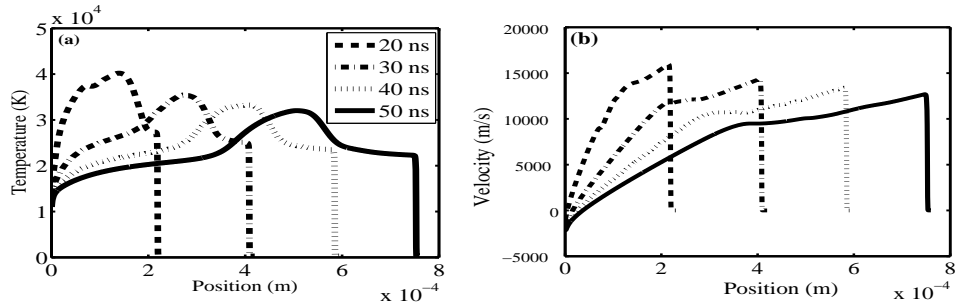 x 10⁴
(a)
Temperature (K)
5
4
3
2
1
0
20 ns
30 ns
40 ns
50 ns
0 2 4 6 8
Position (m)
x 10⁻⁴
(b)
Velocity (m/s)
20000
15000
10000
5000
0
−5000
0 2 4 6 8
Position (m)
x 10⁻⁴